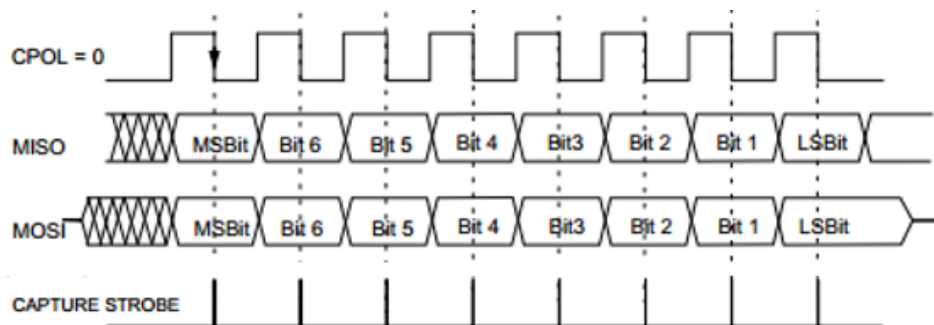 CPOL = 0
MISO MSBit Bit 6 Bit 5 Bit 4 Bit3 Bit 2 Bit 1 LSBit
MOSI MSBit Bit 6 Bit 5 Bit 4 Bit3 Bit 2 Bit 1 LSBit
CAPTURE STROBE